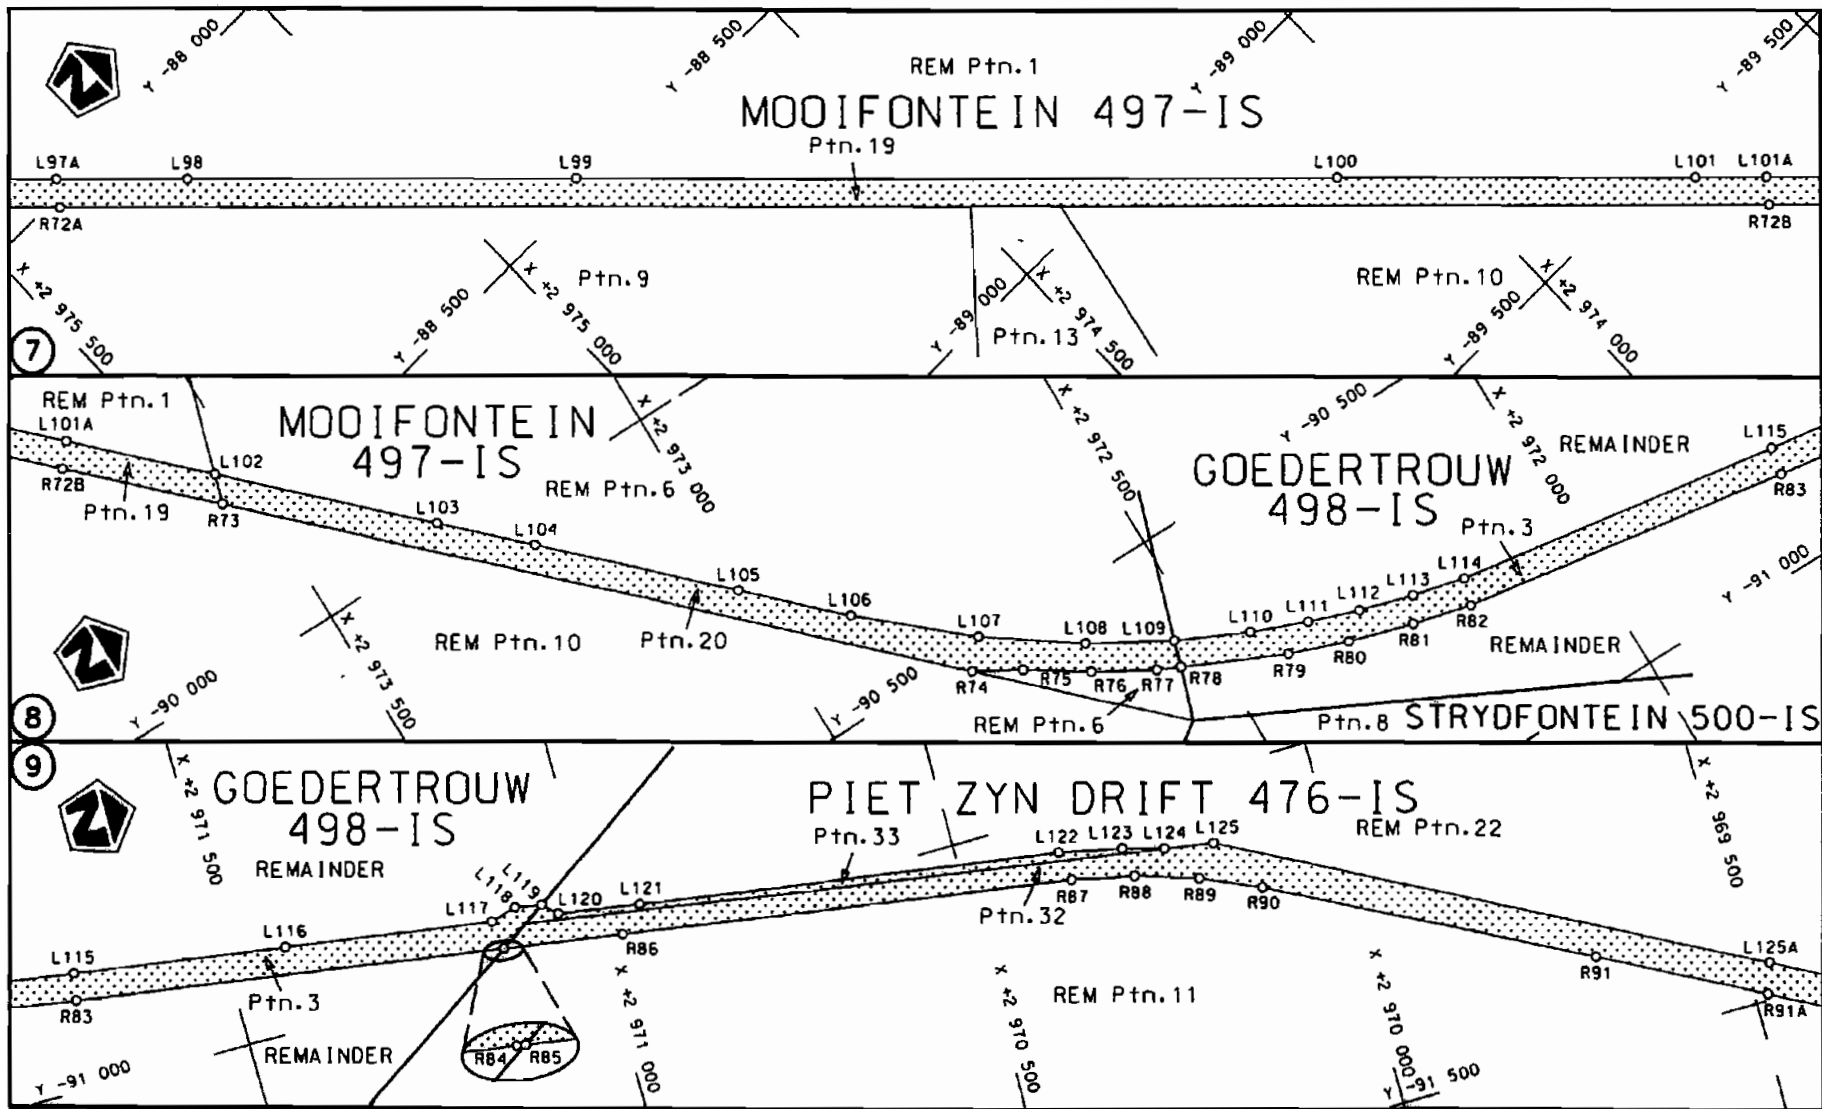 Y -88 000
Y -88 500
Y -89 000
Y -89 500
REM Ptn.1
MOOIFONTEIN 497-IS
Ptn.19
L97A L98 L99 L100 L101 L101A
R72A R72B
X +2 975 500
Y -88 500
X +2 975 000
Ptn.9
Y -89 000
X +2 974 500
Ptn.13
REM Ptn.10
Y -89 500
X +2 974 000
7
REM Ptn.1
L101A
R72B
Ptn.19
L102
R73
MOOIFONTEIN
497-IS
REM Ptn.6
X +2 973 000
L103
L104
L105
L106
L107
L108
L109
L110
L111
L112
L113
L114
L115
X +2 972 500
Y -90 500
X +2 972 000
REMAINDER
GOEDERTROUW
498-IS
Ptn.3
R83
Y -91 000
R82
R81
R80
R79
R78
R77
R76
R75
R74
REMAINDER
REM Ptn.10
Ptn.20
X +2 973 500
Y -90 000
Y -90 500
REM Ptn.6
Ptn.8 STRYDFONTEIN 500-IS
8
9
X +2 971 500
GOEDERTROUW
498-IS
REMAINDER
PIET ZYN DRIFT 476-IS
Ptn.33
REM Ptn.22
X +2 969 500
L115
L116
L117
L118
L119
L120
L121
L122
L123
L124
L125
L125A
R83
Ptn.3
R86
R87
R88
R89
R90
R91
R91A
Ptn.32
REM Ptn.11
REMAINDER
R84 R85
Y -91 000
X +2 971 000
X +2 970 500
X +2 970 000
Y -91 500